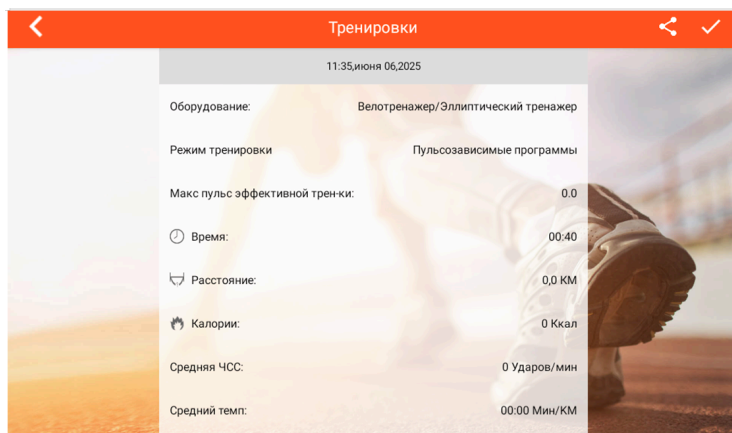 Тренировки
11:35,июня 06,2025
Оборудование: Велотренажер/Эллиптический тренажер
Режим тренировки Пульсозависимые программы
Макс пульс эффективной трен-ки: 0.0
Время: 00:40
Расстояние: 0,0 КМ
Калории: 0 Ккал
Средняя ЧСС: 0 Ударов/мин
Средний темп: 00:00 Мин/КМ